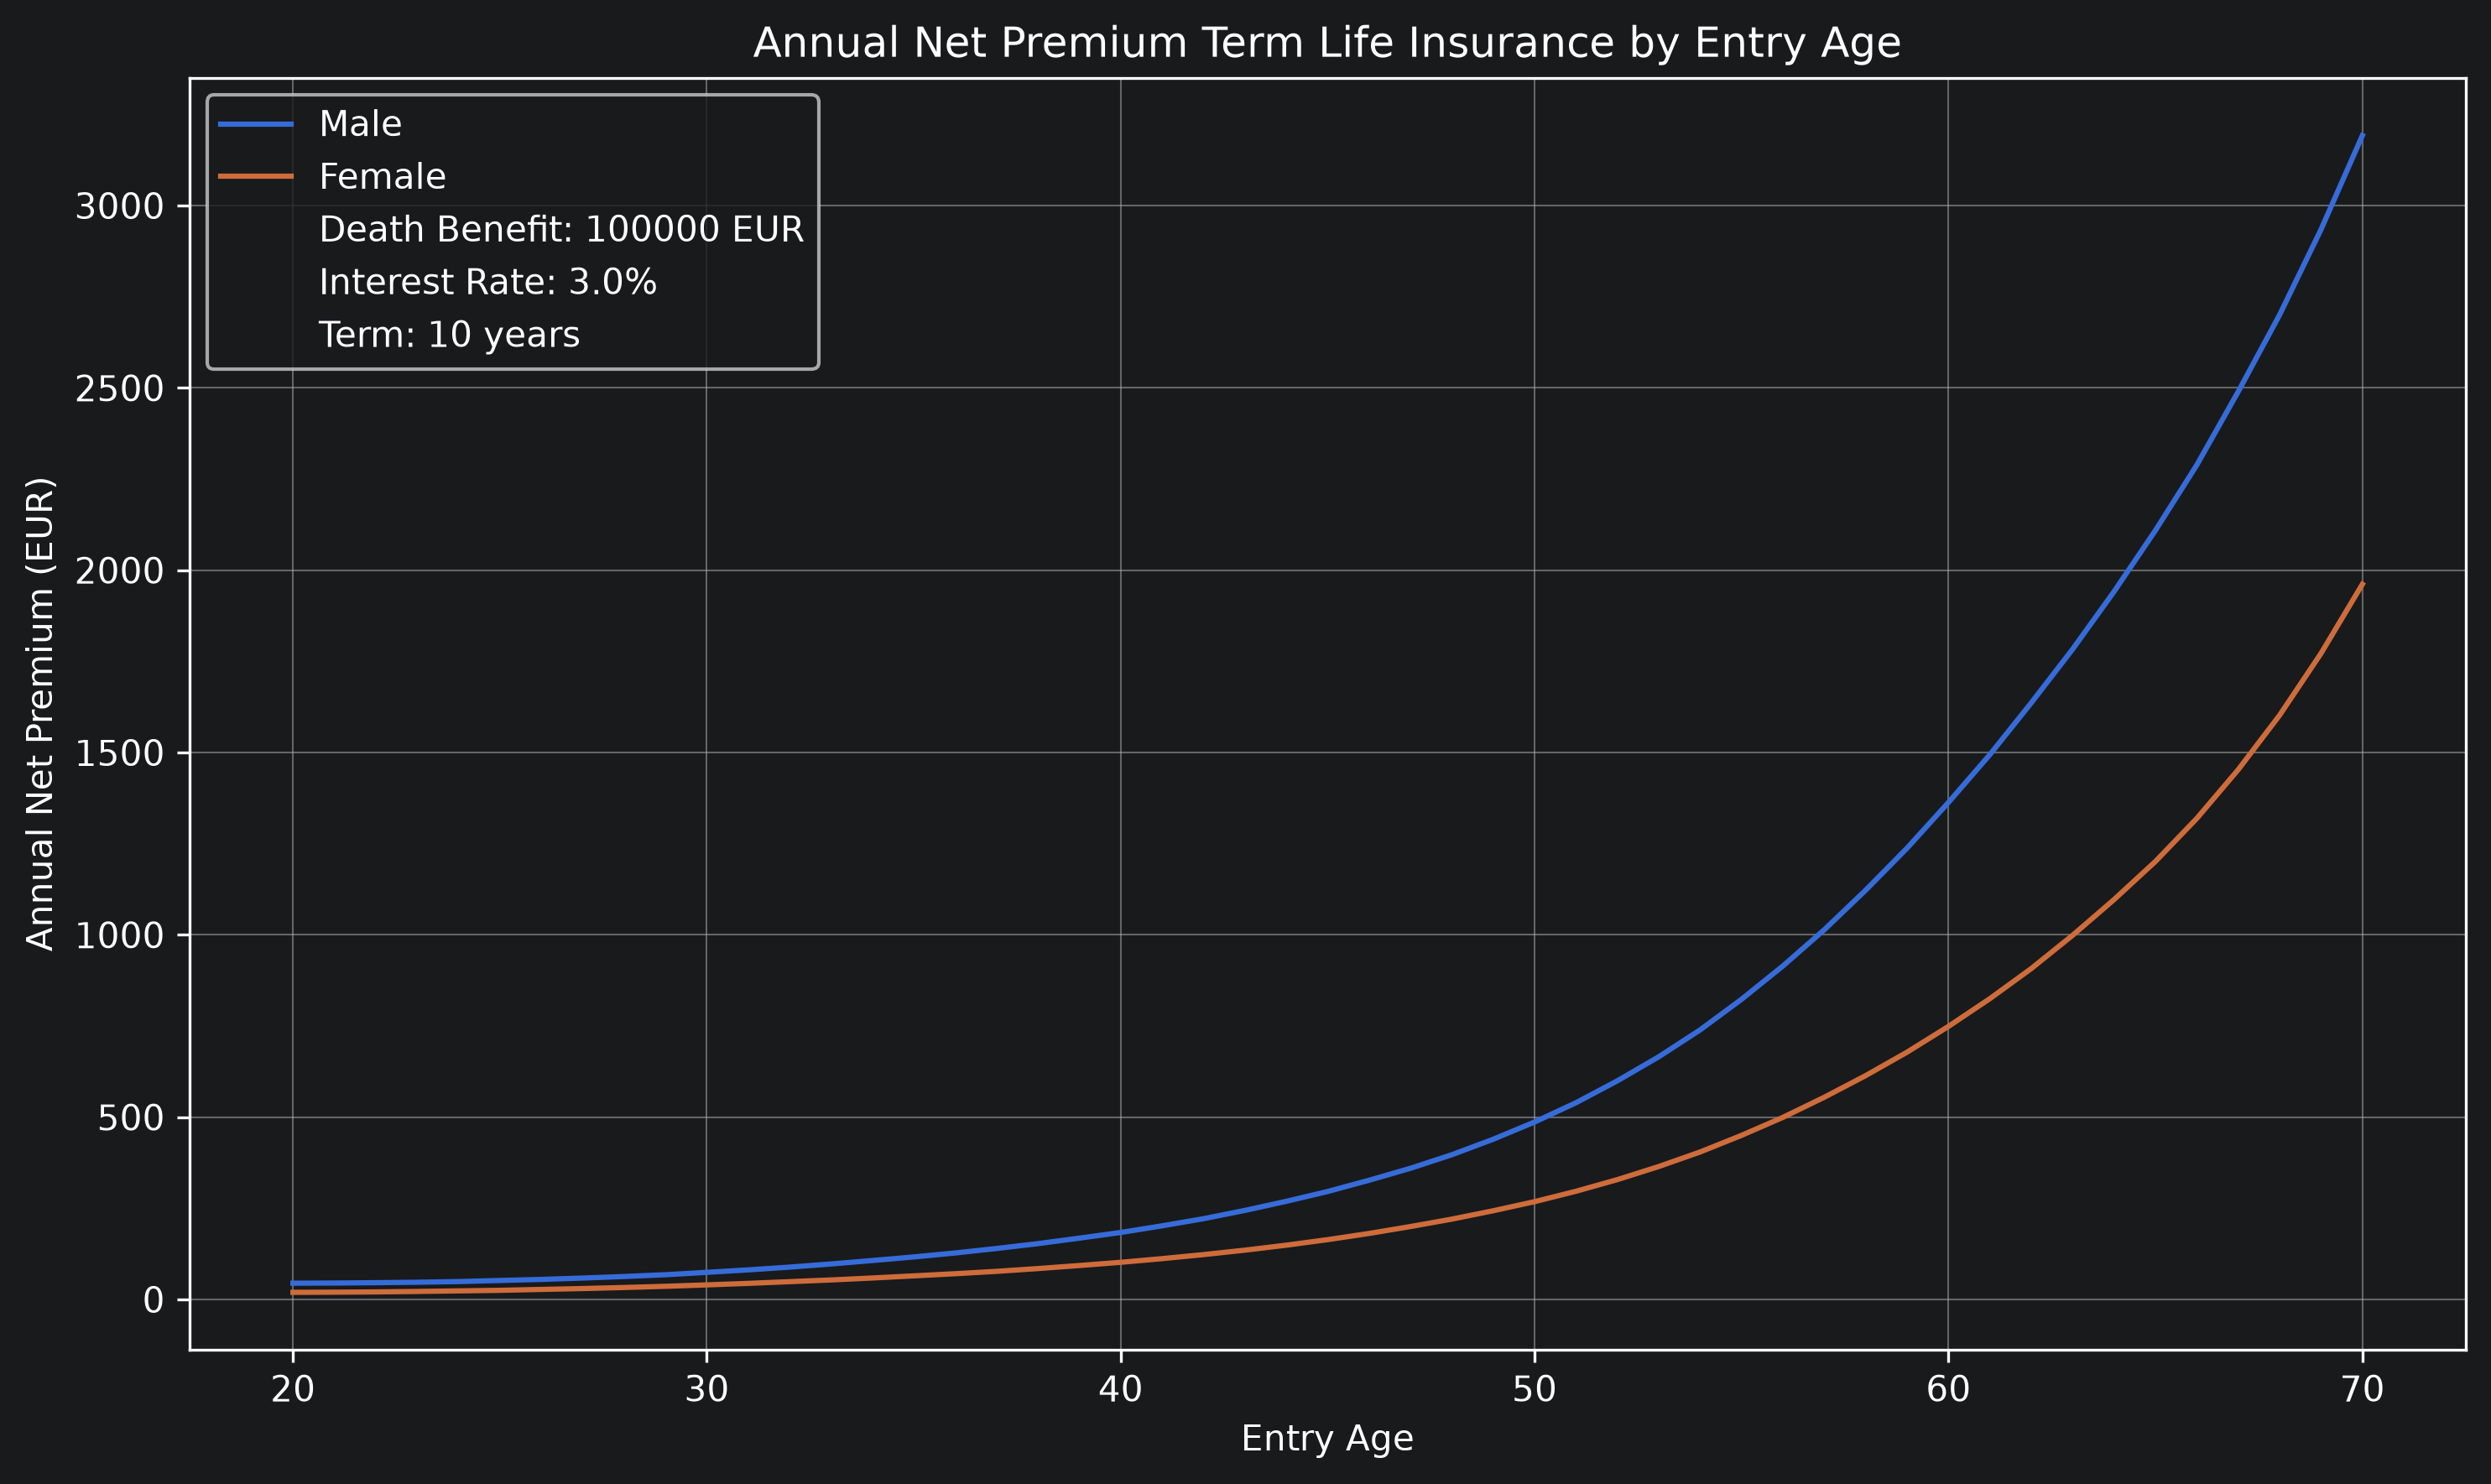 Annual Net Premium Term Life Insurance by Entry Age
Male
Female
Death Benefit: 100000 EUR
Interest Rate: 3.0%
Term: 10 years
Annual Net Premium (EUR)
3000
2500
2000
1500
1000
500
0
20 30 40 50 60 70
Entry Age